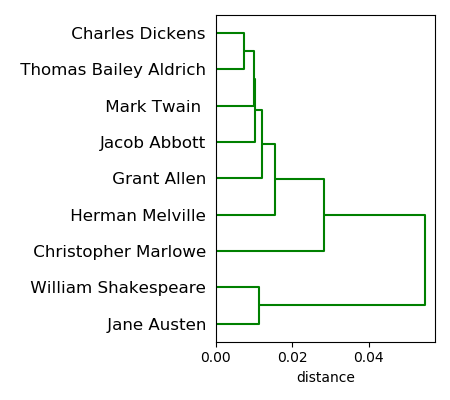 Charles Dickens
Thomas Bailey Aldrich
Mark Twain
Jacob Abbott
Grant Allen
Herman Melville
Christopher Marlowe
William Shakespeare
Jane Austen
0.00 0.02 0.04
distance